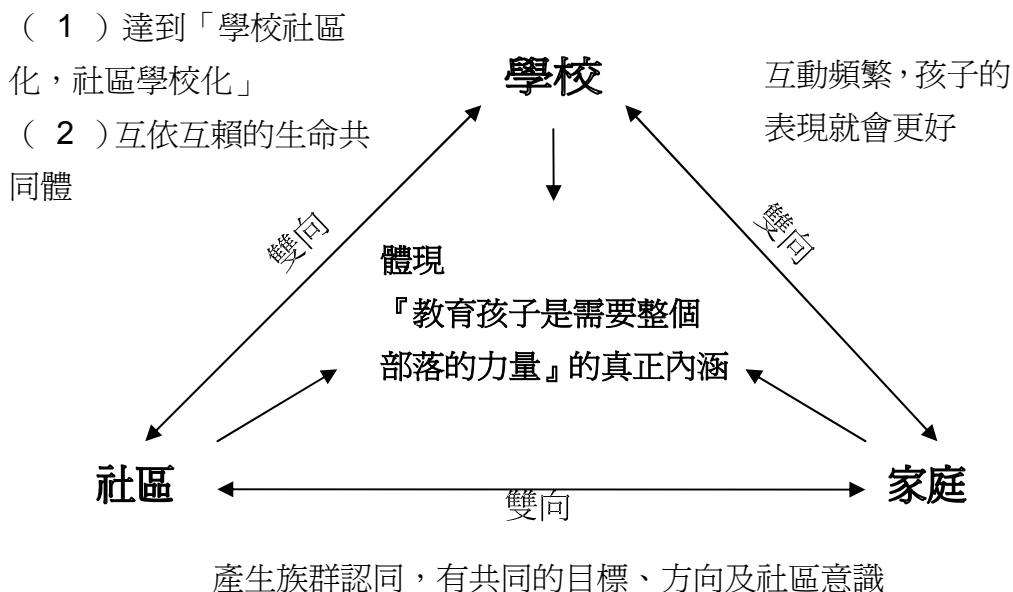 （ 1 ）達到「學校社區
化，社區學校化」
（ 2 ）互依互賴的生命共
同體
學校
互動頻繁，孩子的
表現就會更好
雙向
雙向
體現
『教育孩子是需要整個
部落的力量』的真正內涵
社區
家庭
雙向
產生族群認同，有共同的目標、方向及社區意識